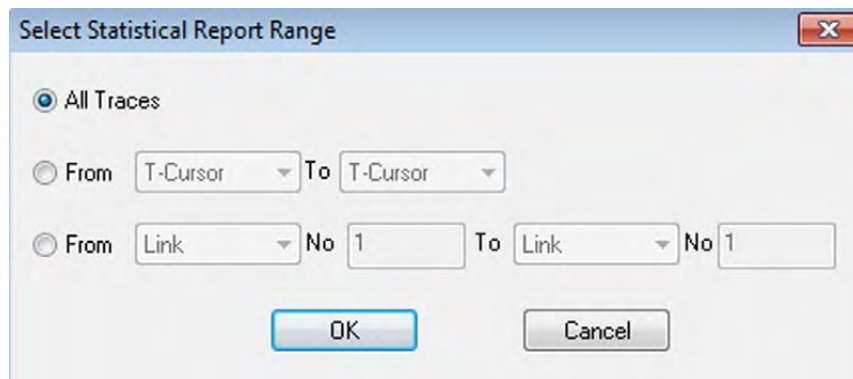 Select Statistical Report Range
All Traces
From T-Cursor To T-Cursor
From Link No 1 To Link No 1
OK Cancel